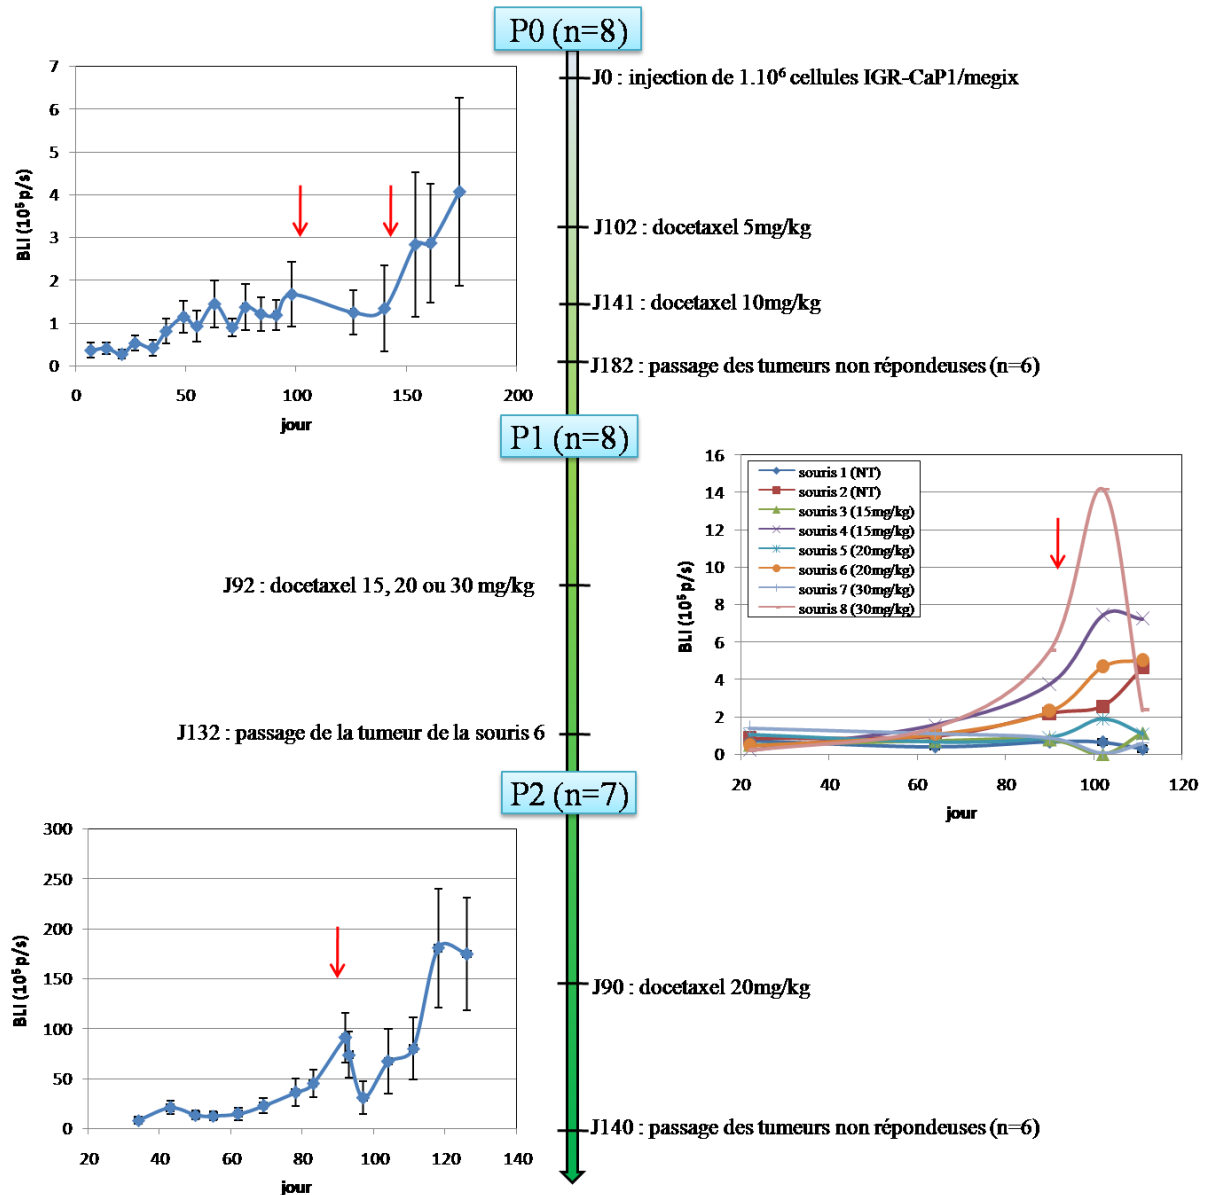 P0 (n=8)
J0 : injection de 1.10⁶ cellules IGR-CaP1/megix
7
6
5
4
3
2
1
0
BLI (10⁵ p/s)
0 50 100 150 200
jour
J102 : docetaxel 5mg/kg
J141 : docetaxel 10mg/kg
J182 : passage des tumeurs non répondeuses (n=6)
P1 (n=8)
J92 : docetaxel 15, 20 ou 30 mg/kg
J132 : passage de la tumeur de la souris 6
16
14
12
10
8
6
4
2
0
BLI (10⁵ p/s)
souris 1 (NT)
souris 2 (NT)
souris 3 (15mg/kg)
souris 4 (15mg/kg)
souris 5 (20mg/kg)
souris 6 (20mg/kg)
souris 7 (30mg/kg)
souris 8 (30mg/kg)
20 40 60 80 100 120
jour
P2 (n=7)
300
250
200
150
100
50
0
BLI (10⁵ p/s)
20 40 60 80 100 120 140
jour
J90 : docetaxel 20mg/kg
J140 : passage des tumeurs non répondeuses (n=6)